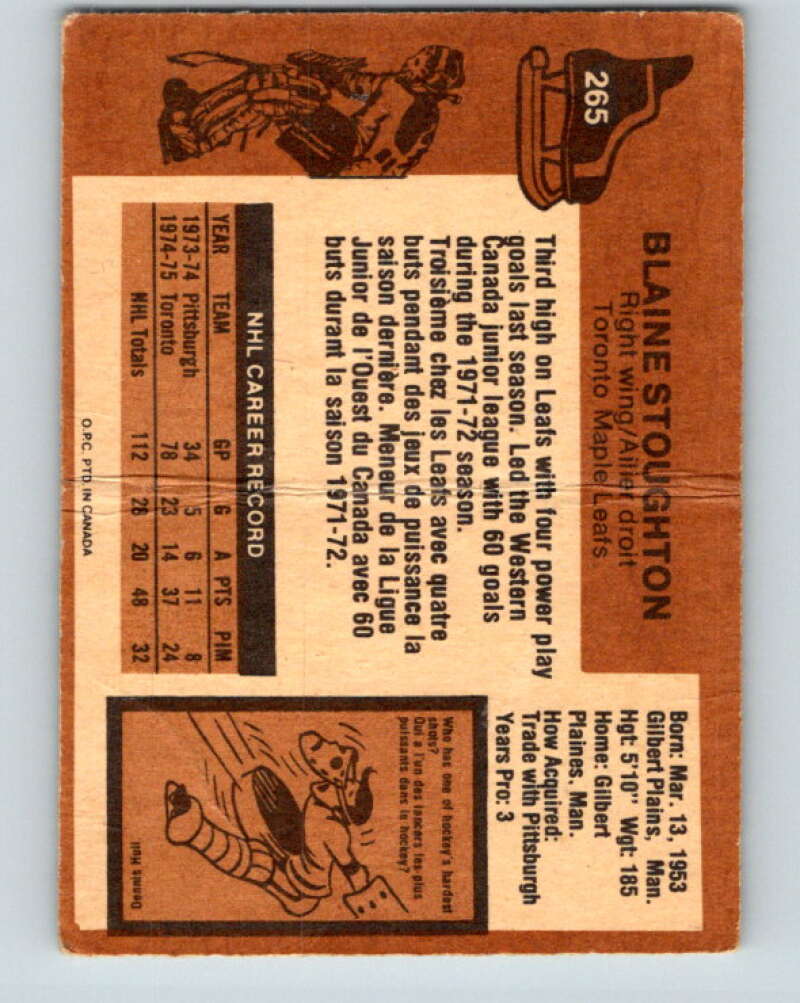 265
BLAINE STOUGHTON
Right wing/Ailier droit
Toronto Maple Leafs
Born: Mar. 13, 1953
Gilbert Plains, Man.
Hgt: 5'10" Wgt: 185
Home: Gilbert
Plaines, Man.
How Acquired:
Trade with Pittsburgh
Years Pro: 3
Third high on Leafs with four power play
goals last season. Led the Western
Canada junior league with 60 goals
during the 1971-72 season.
Troisième chez les Leafs avec quatre
buts pendant des jeux de puissance la
saison dernière. Meneur de la Ligue
Junior de l'Ouest du Canada avec 60
buts durant la saison 1971-72.
NHL CAREER RECORD
YEAR TEAM GP G A PTS PIM
1973-74 Pittsburgh 34 5 6 11 8
1974-75 Toronto 78 23 14 37 24
NHL Totals 112 28 20 48 32
Who has one of hockey's hardest
shots?
Qui a l'un des lancers les plus
puissants dans le hockey?
Dennis Hull
O.P.C. PTD. IN CANADA